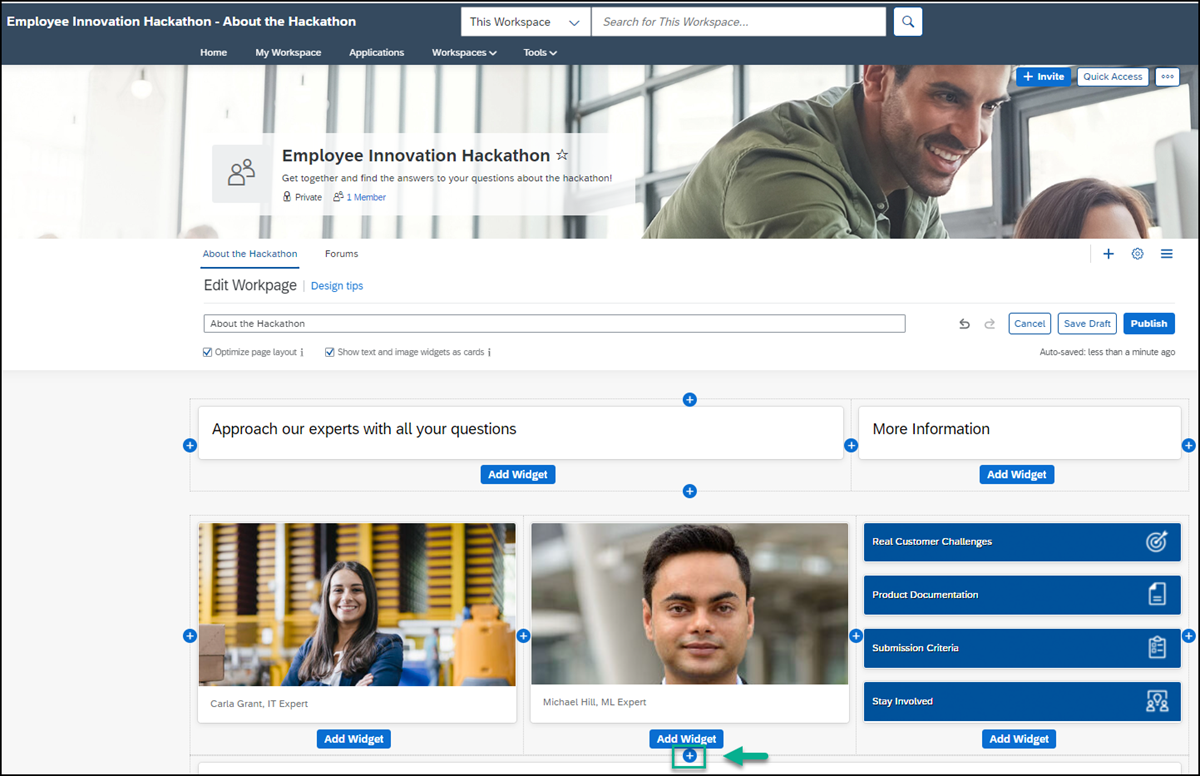 Employee Innovation Hackathon - About the Hackathon
This Workspace
Search for This Workspace...
Home
My Workspace
Applications
Workspaces
Tools
Invite
Quick Access
Employee Innovation Hackathon
Get together and find the answers to your questions about the hackathon!
Private
1 Member
About the Hackathon
Forums
Edit Workpage
Design tips
About the Hackathon
Cancel
Save Draft
Publish
Optimize page layout
Show text and image widgets as cards
Auto-saved: less than a minute ago
Approach our experts with all your questions
More Information
Add Widget
Add Widget
Real Customer Challenges
Product Documentation
Submission Criteria
Stay Involved
Carla Grant, IT Expert
Michael Hill, ML Expert
Add Widget
Add Widget
Add Widget